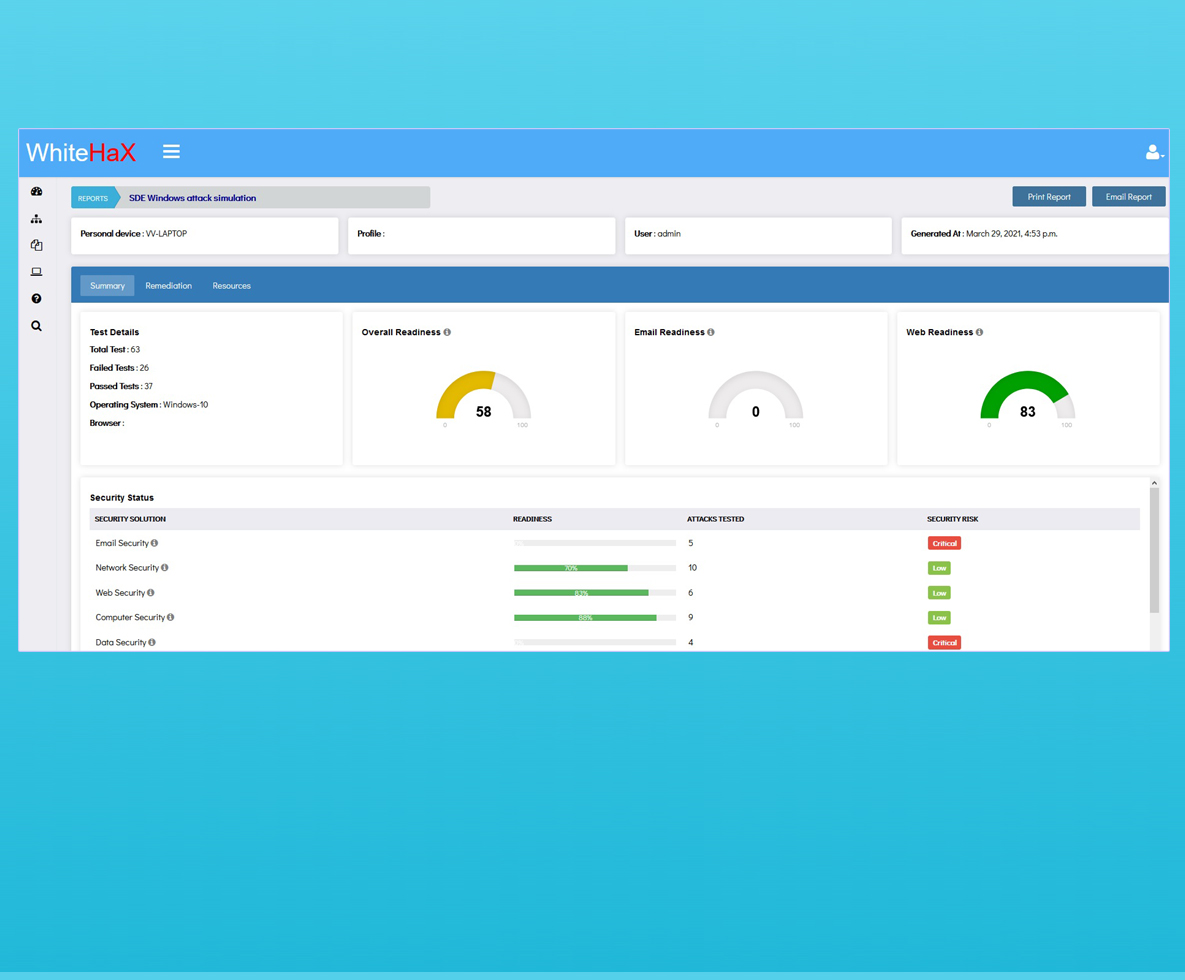 WhiteHaX
REPORTS SDE Windows attack simulation Print Report Email Report
Personal device : VV-LAPTOP Profile : User : admin Generated At : March 29, 2021, 4:53 p.m.
Summary Remediation Resources
Test Details
Total Test : 63
Failed Tests : 26
Passed Tests : 37
Operating System : Windows-10
Browser :
Overall Readiness
58
0 100
Email Readiness
0
0 100
Web Readiness
83
0 100
Security Status
SECURITY SOLUTION READINESS ATTACKS TESTED SECURITY RISK
Email Security 5 Critical
Network Security 70% 10 Low
Web Security 83% 6 Low
Computer Security 88% 9 Low
Data Security 4 Critical